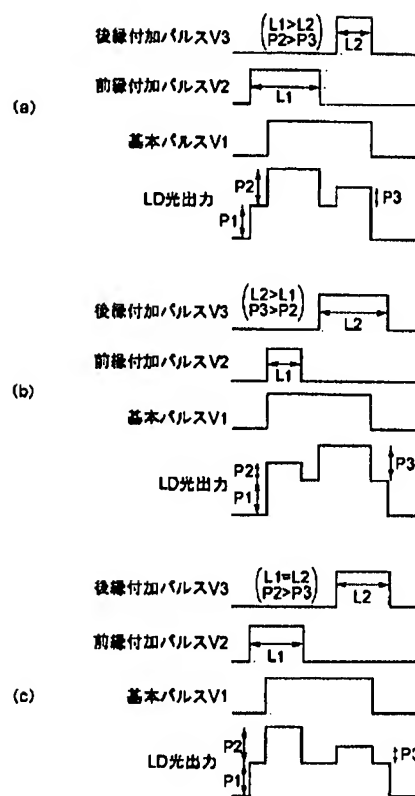 (a)
後縁付加パルスV3
(L1>L2
P2>P3)
L2
前縁付加パルスV2
L1
基本パルスV1
LD光出力
P2
P1
P3
(b)
後縁付加パルスV3
(L2>L1
P3>P2)
L2
前縁付加パルスV2
L1
基本パルスV1
LD光出力
P2
P1
P3
(c)
後縁付加パルスV3
(L1=L2
P2>P3)
L2
前縁付加パルスV2
L1
基本パルスV1
LD光出力
P2
P1
P3